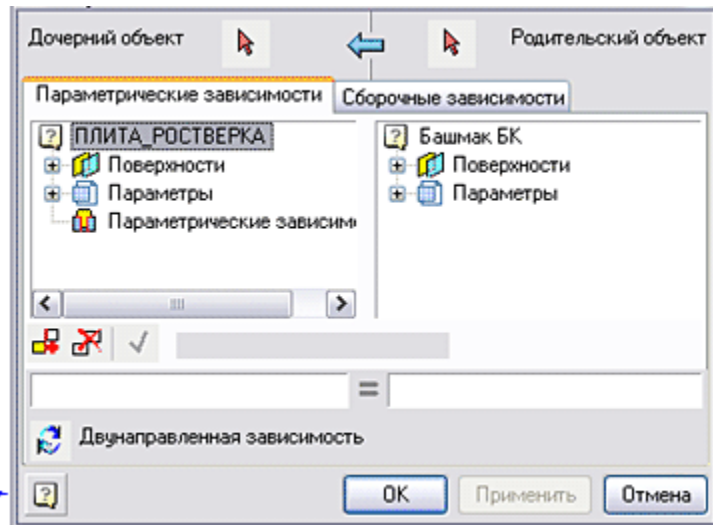 Дочерний объект
Родительский объект
Параметрические зависимости
Сборочные зависимости
ПЛИТА_РОСТВЕРКА
Поверхности
Параметры
Параметрические зависим
Башмак БК
Поверхности
Параметры
=
Двунаправленная зависимость
ОК
Применить
Отмена